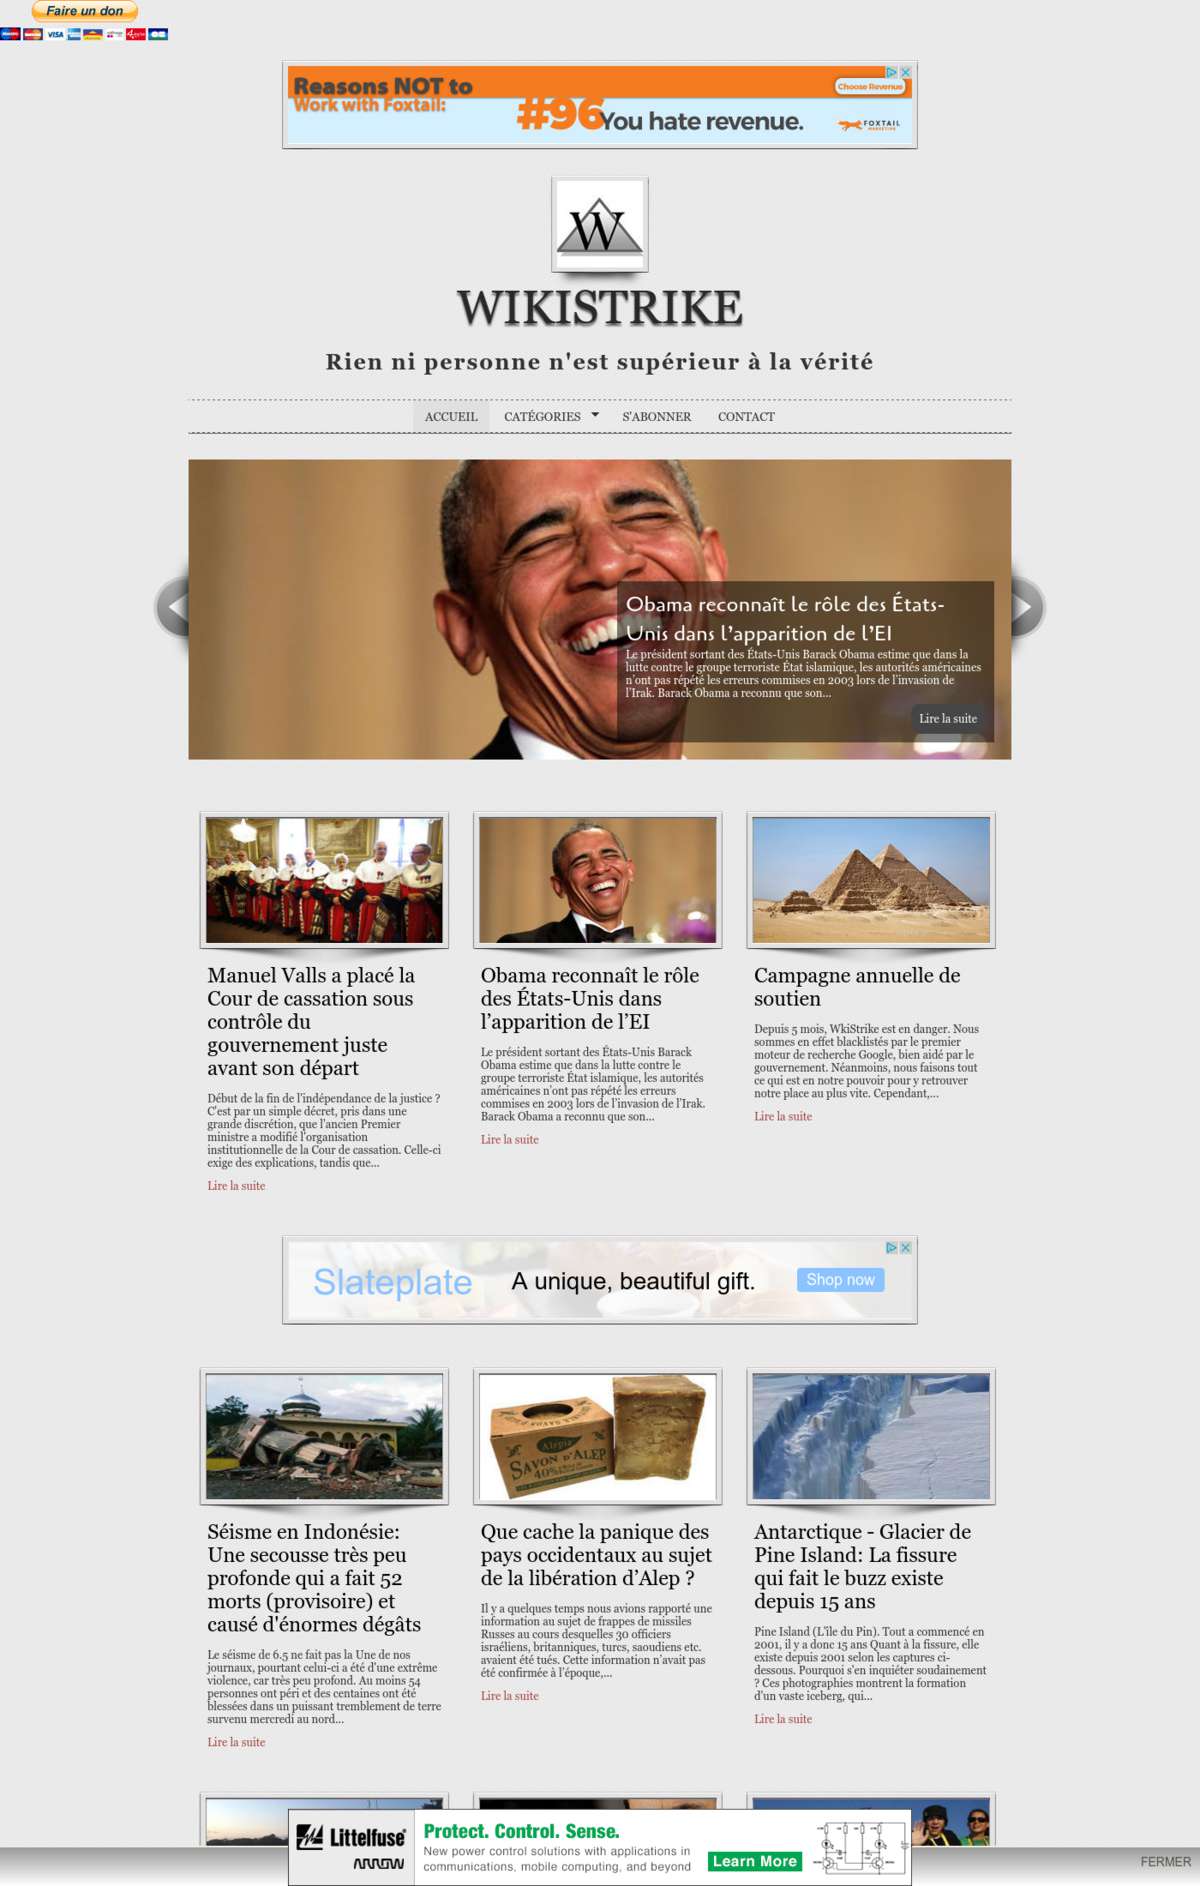 Faire un don
VISA
Reasons NOT to
Work with Foxtail:
#96
You hate revenue.
Choose Revenue
FOXTAIL
MARKETING
W
WIKISTRIKE
Rien ni personne n'est supérieur à la vérité
ACCUEIL
CATÉGORIES
S'ABONNER
CONTACT
Obama reconnaît le rôle des États-
Unis dans l'apparition de l'EI
Le président sortant des États-Unis Barack Obama estime que dans la
lutte contre le groupe terroriste État islamique, les autorités américaines
n'ont pas répété les erreurs commises en 2003 lors de l'invasion de
l'Irak. Barack Obama a reconnu que son...
Lire la suite
Manuel Valls a placé la
Cour de cassation sous
contrôle du
gouvernement juste
avant son départ
Début de la fin de l'indépendance de la justice ?
C'est par un simple décret, pris dans une
grande discrétion, que l'ancien Premier
ministre a modifié l'organisation
institutionnelle de la Cour de cassation. Celle-ci
exige des explications, tandis que...
Lire la suite
Obama reconnaît le rôle
des États-Unis dans
l'apparition de l'EI
Le président sortant des États-Unis Barack
Obama estime que dans la lutte contre le
groupe terroriste État islamique, les autorités
américaines n'ont pas répété les erreurs
commises en 2003 lors de l'invasion de l'Irak.
Barack Obama a reconnu que son...
Lire la suite
Campagne annuelle de
soutien
Depuis 5 mois, WkiStrike est en danger. Nous
sommes en effet blacklistés par le premier
moteur de recherche Google, bien aidé par le
gouvernement. Néanmoins, nous faisons tout
ce qui est en notre pouvoir pour y retrouver
notre place au plus vite. Cependant,...
Lire la suite
Slateplate
A unique, beautiful gift.
Shop now
Alepia
SAVON D'ALEP
40%
Séisme en Indonésie:
Une secousse très peu
profonde qui a fait 52
morts (provisoire) et
causé d'énormes dégâts
Le séisme de 6.5 ne fait pas la Une de nos
journaux, pourtant celui-ci a été d'une extrême
violence, car très peu profond. Au moins 54
personnes ont péri et des centaines ont été
blessées dans un puissant tremblement de terre
survenu mercredi au nord...
Lire la suite
Que cache la panique des
pays occidentaux au sujet
de la libération d'Alep ?
Il y a quelques temps nous avions rapporté une
information au sujet de frappes de missiles
Russes au cours desquelles 30 officiers
israéliens, britanniques, turcs, saoudiens etc.
avaient été tués. Cette information n'avait pas
été confirmée à l'époque,...
Lire la suite
Antarctique - Glacier de
Pine Island: La fissure
qui fait le buzz existe
depuis 15 ans
Pine Island (L'île du Pin). Tout a commencé en
2001, il y a donc 15 ans Quant à la fissure, elle
existe depuis 2001 selon les captures ci-
dessous. Pourquoi s'en inquiéter soudainement
? Ces photographies montrent la formation
d'un vaste iceberg, qui...
Lire la suite
Littelfuse
ARROW
Protect. Control. Sense.
New power control solutions with applications in
communications, mobile computing, and beyond
Learn More
FERMER